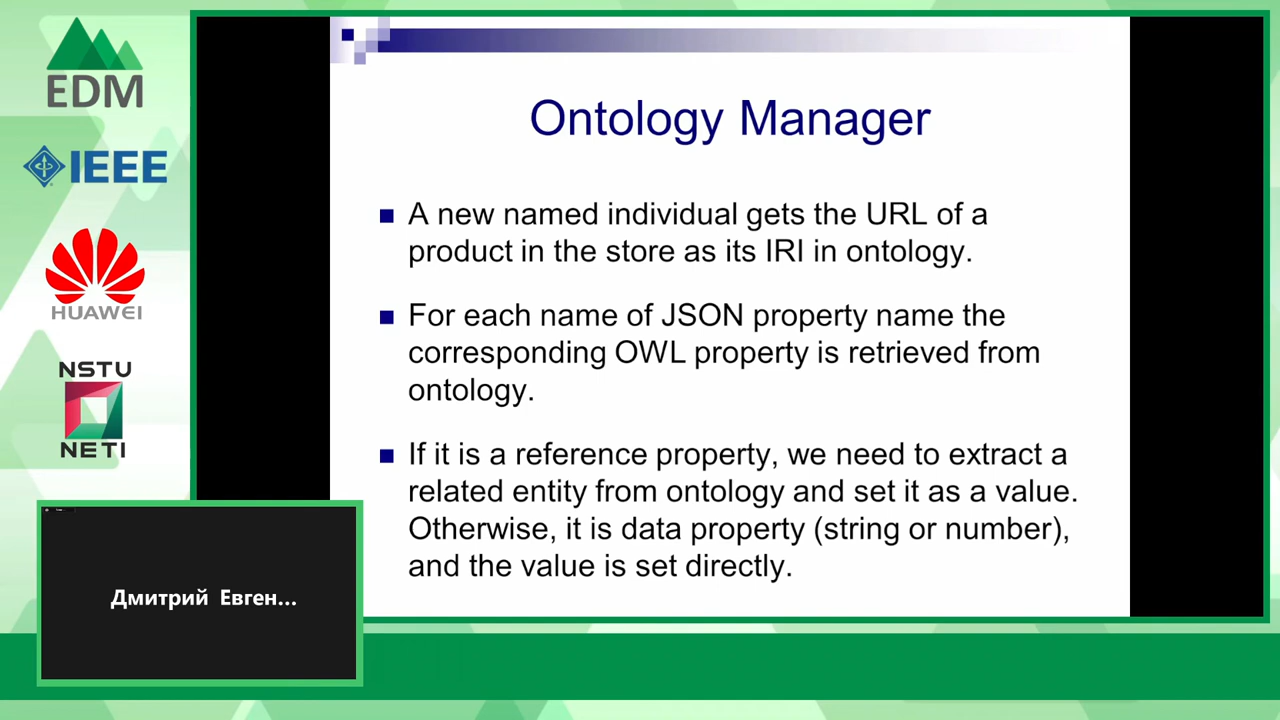 EDM
IEEE
HUAWEI
NSTU
NETI
Ontology Manager
A new named individual gets the URL of a
product in the store as its IRI in ontology.
For each name of JSON property name the
corresponding OWL property is retrieved from
ontology.
If it is a reference property, we need to extract a
related entity from ontology and set it as a value.
Otherwise, it is data property (string or number),
and the value is set directly.
Дмитрий Евген...